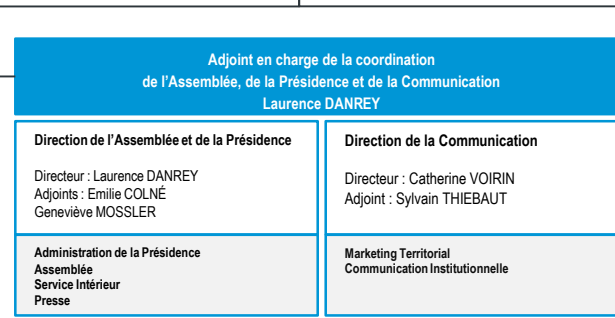 Adjoint en charge de la coordination
de l'Assemblée, de la Présidence et de la Communication
Laurence DANREY
Direction de l'Assemblée et de la Présidence
Directeur : Laurence DANREY
Adjoints : Emilie COLNÉ
Geneviève MOSSLER
Administration de la Présidence
Assemblée
Service Intérieur
Presse
Direction de la Communication
Directeur : Catherine VOIRIN
Adjoint : Sylvain THIEBAUT
Marketing Territorial
Communication Institutionnelle